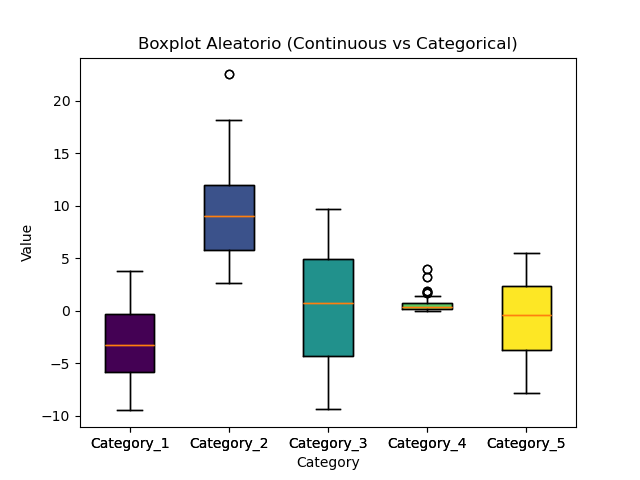 Boxplot Aleatorio (Continuous vs Categorical)
20
15
10
5
0
−5
−10
Value
Category_1 Category_2 Category_3 Category_4 Category_5
Category